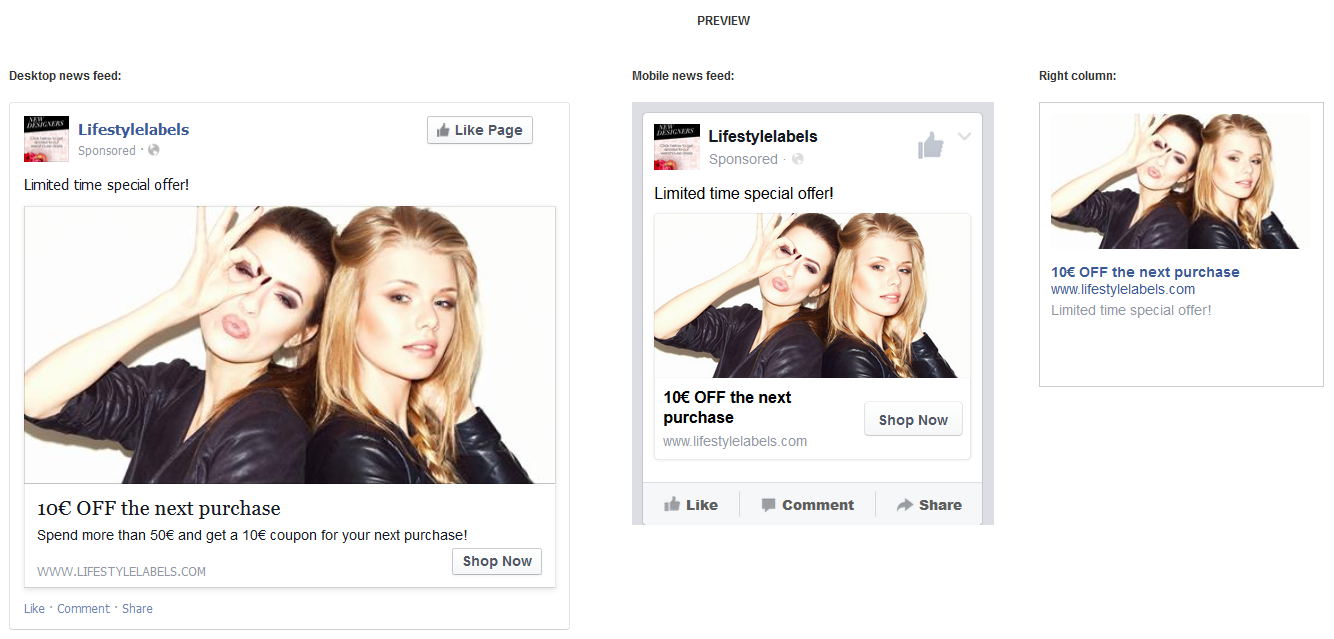 PREVIEW
Desktop news feed:
NEW
DESIGNERS
Lifestylelabels
Sponsored ·
Like Page
Limited time special offer!
10€ OFF the next purchase
Spend more than 50€ and get a 10€ coupon for your next purchase!
WWW.LIFESTYLELABELS.COM
Shop Now
Like · Comment · Share
Mobile news feed:
NEW
DESIGNERS
Lifestylelabels
Sponsored ·
Limited time special offer!
10€ OFF the next
purchase
www.lifestylelabels.com
Shop Now
Like
Comment
Share
Right column:
10€ OFF the next purchase
www.lifestylelabels.com
Limited time special offer!